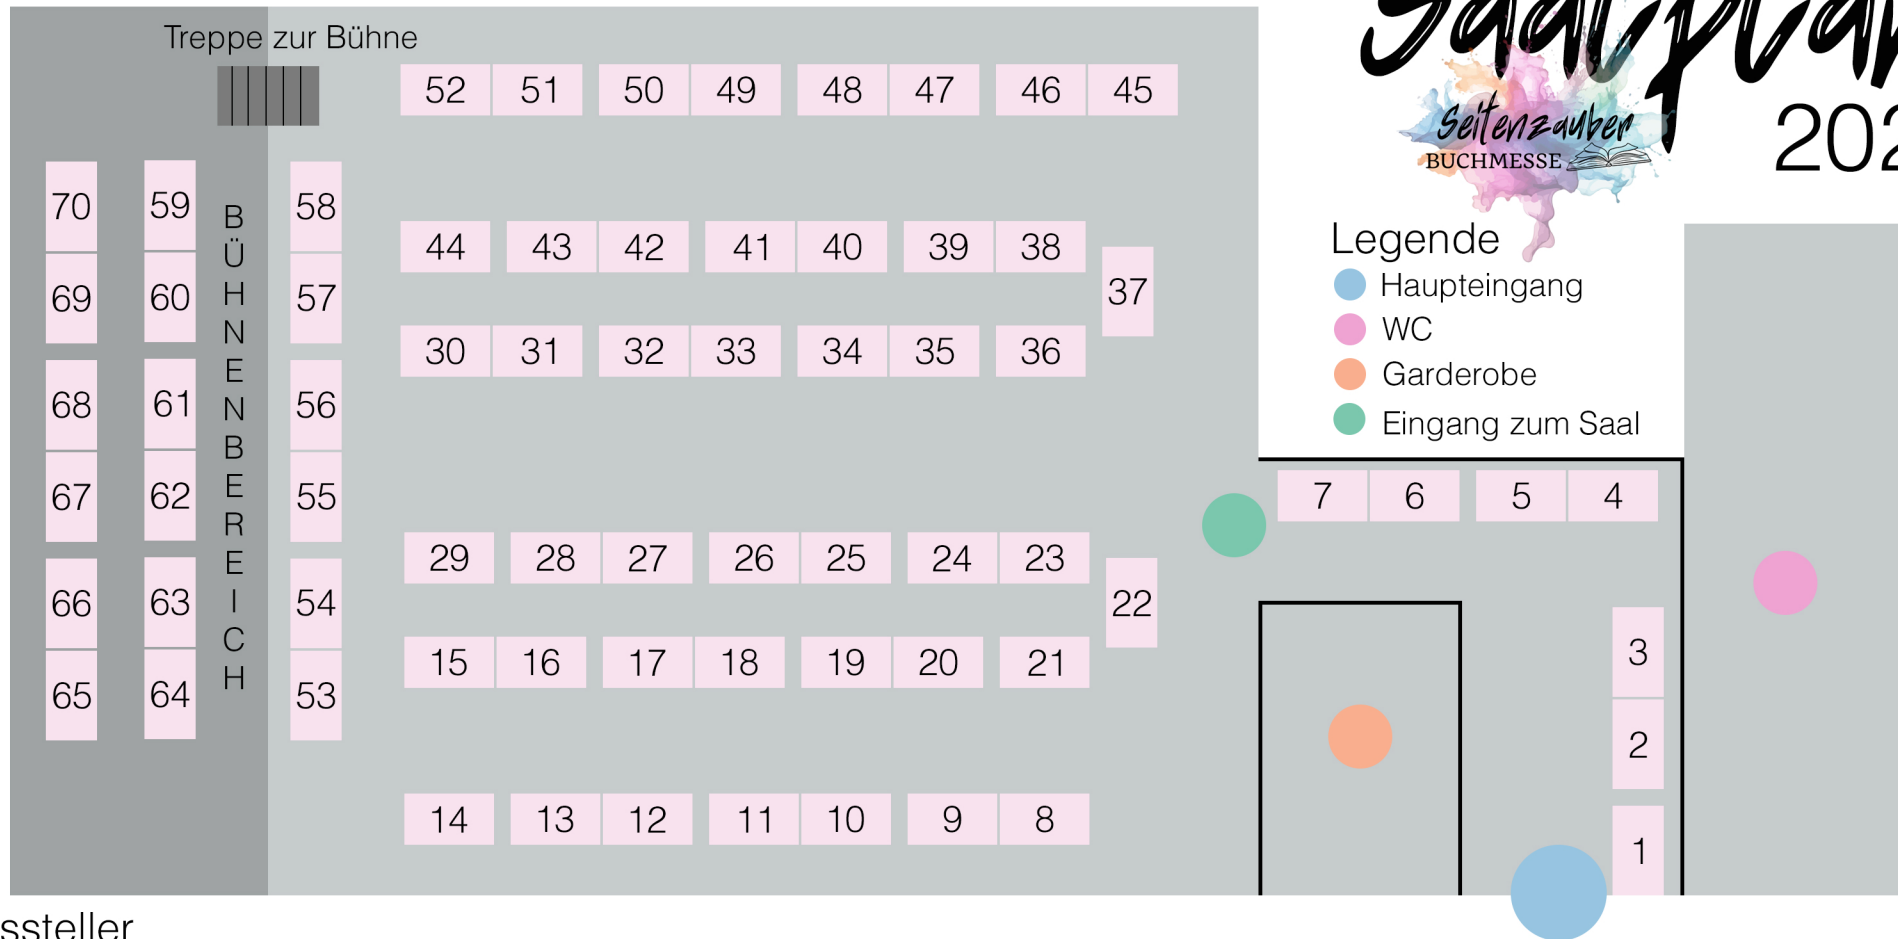 Saalplan
202
Seitenzauber
BUCHMESSE
Treppe zur Bühne
52 51 50 49 48 47 46 45
70 59 58
69 60 57
68 61 56
67 62 55
66 63 54
65 64 53
BÜHNENBEREICH
44 43 42 41 40 39 38
37
30 31 32 33 34 35 36
29 28 27 26 25 24 23
22
15 16 17 18 19 20 21
14 13 12 11 10 9 8
Legende
Haupteingang
WC
Garderobe
Eingang zum Saal
7 6 5 4
3
2
1
ssteller